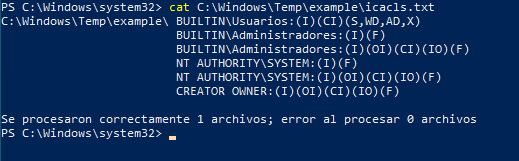 PS C:\Windows\system32> cat C:\Windows\Temp\example\icacls.txt
C:\Windows\Temp\example\ BUILTIN\Usuarios:(I)(CI)(S,WD,AD,X)
BUILTIN\Administradores:(I)(F)
BUILTIN\Administradores:(I)(OI)(CI)(IO)(F)
NT AUTHORITY\SYSTEM:(I)(F)
NT AUTHORITY\SYSTEM:(I)(OI)(CI)(IO)(F)
CREATOR OWNER:(I)(OI)(CI)(IO)(F)
Se procesaron correctamente 1 archivos; error al procesar 0 archivos
PS C:\Windows\system32>